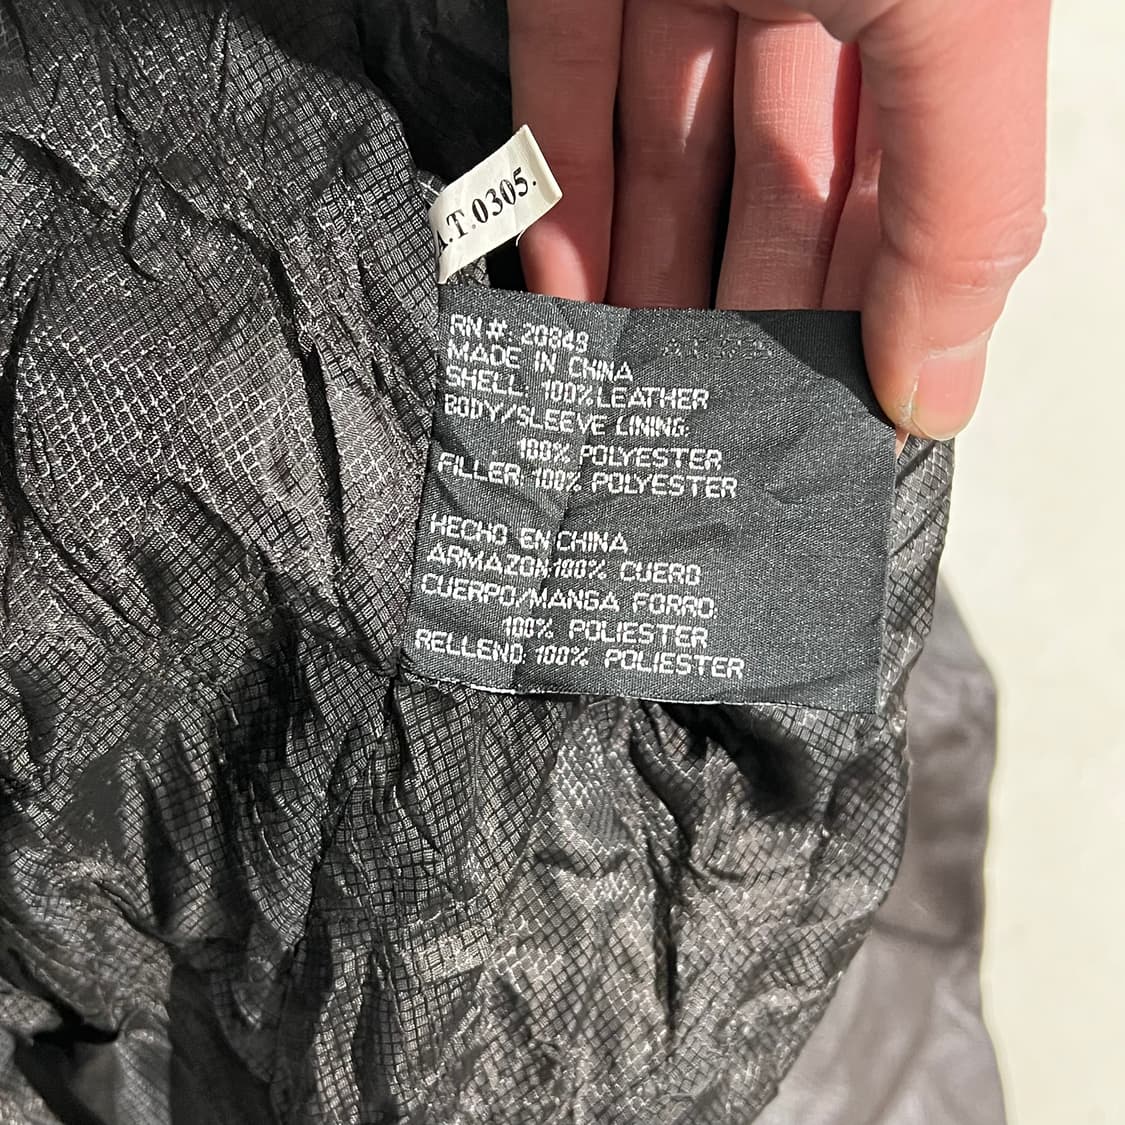 A.T.0305.
RN#: 20849
MADE IN CHINA
SHELL: 100% LEATHER
BODY/SLEEVE LINING:
100% POLYESTER
FILLER: 100% POLYESTER
HECHO EN CHINA
ARMAZON: 100% CUERO
CUERPO/MANGA FORRO:
100% POLIESTER
RELLENO: 100% POLIESTER